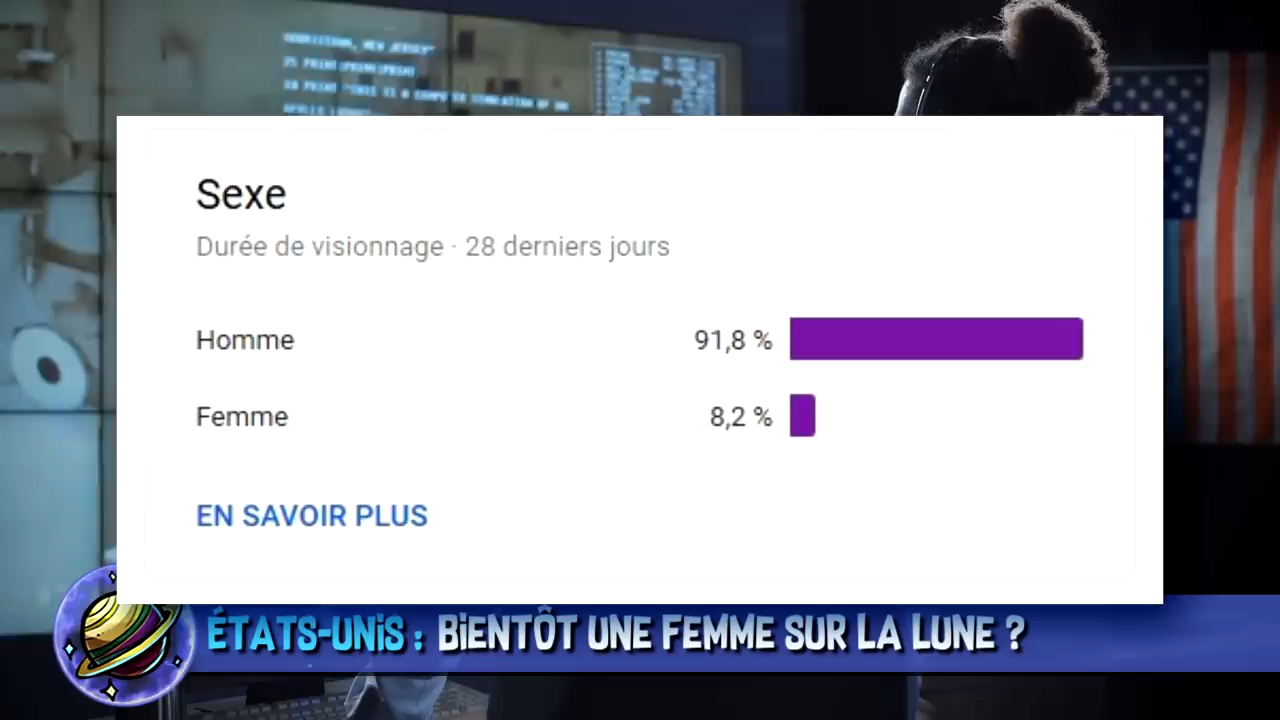 Sexe
Durée de visionnage · 28 derniers jours
Homme 91,8 %
Femme 8,2 %
EN SAVOIR PLUS
ÉTATS-UNIS : BIENTÔT UNE FEMME SUR LA LUNE ?